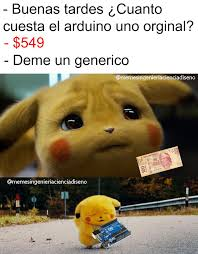 - Buenas tardes ¿Cuanto
cuesta el arduino uno orginal?
- $549
- Deme un generico
@memesingenieriacienciadiseno
@memesingenieriacienciadiseno